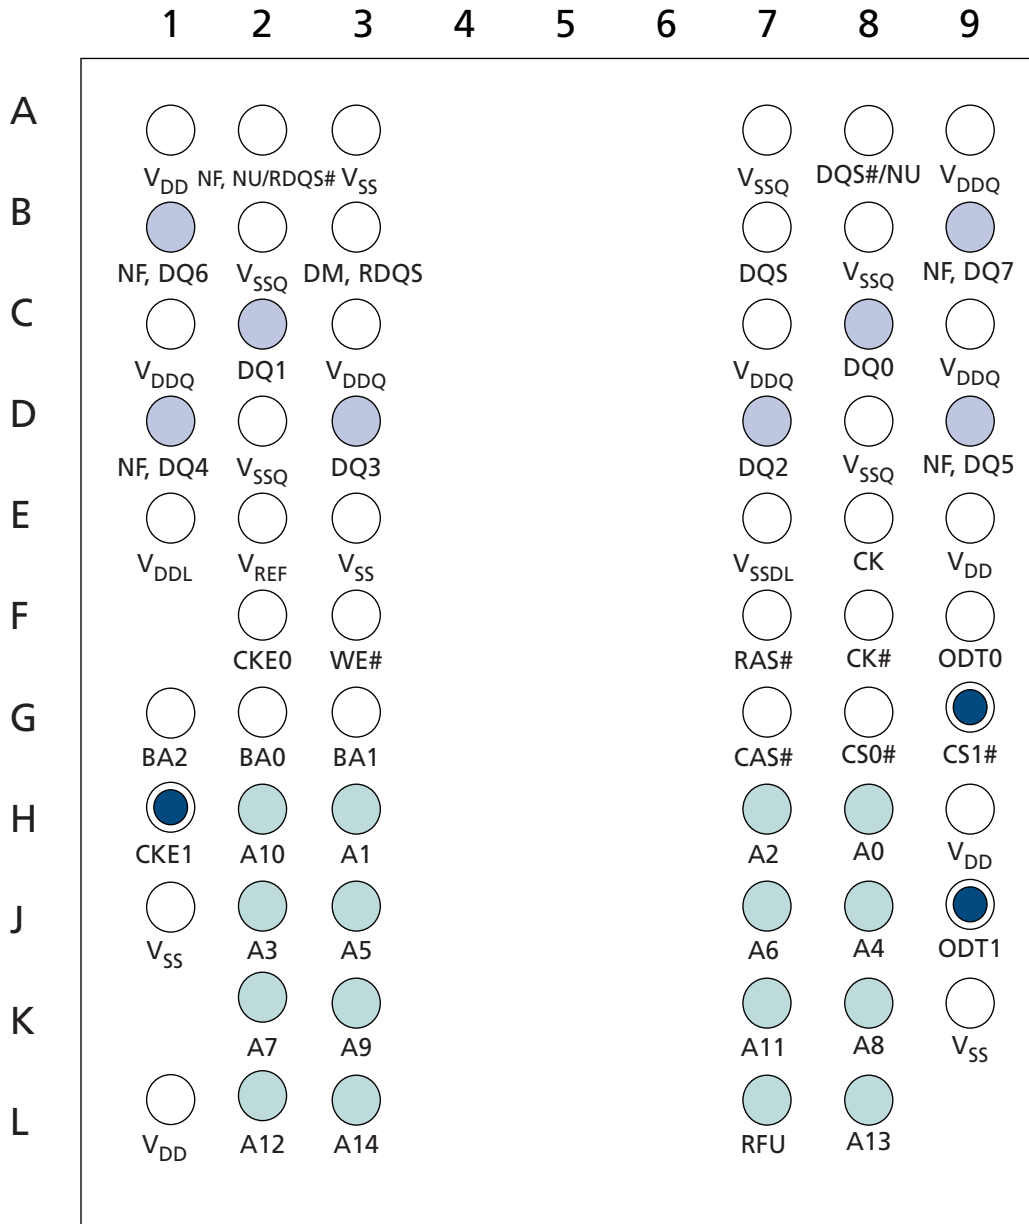 1 2 3 4 5 6 7 8 9
A
VDD NF, NU/RDQS# VSS VSSQ DQS#/NU VDDQ
B
NF, DQ6 VSSQ DM, RDQS DQS VSSQ NF, DQ7
C
VDDQ DQ1 VDDQ VDDQ DQ0 VDDQ
D
NF, DQ4 VSSQ DQ3 DQ2 VSSQ NF, DQ5
E
VDDL VREF VSS VSSDL CK VDD
F
CKE0 WE# RAS# CK# ODT0
G
BA2 BA0 BA1 CAS# CS0# CS1#
H
CKE1 A10 A1 A2 A0 VDD
J
VSS A3 A5 A6 A4 ODT1
K
A7 A9 A11 A8 VSS
L
VDD A12 A14 RFU A13